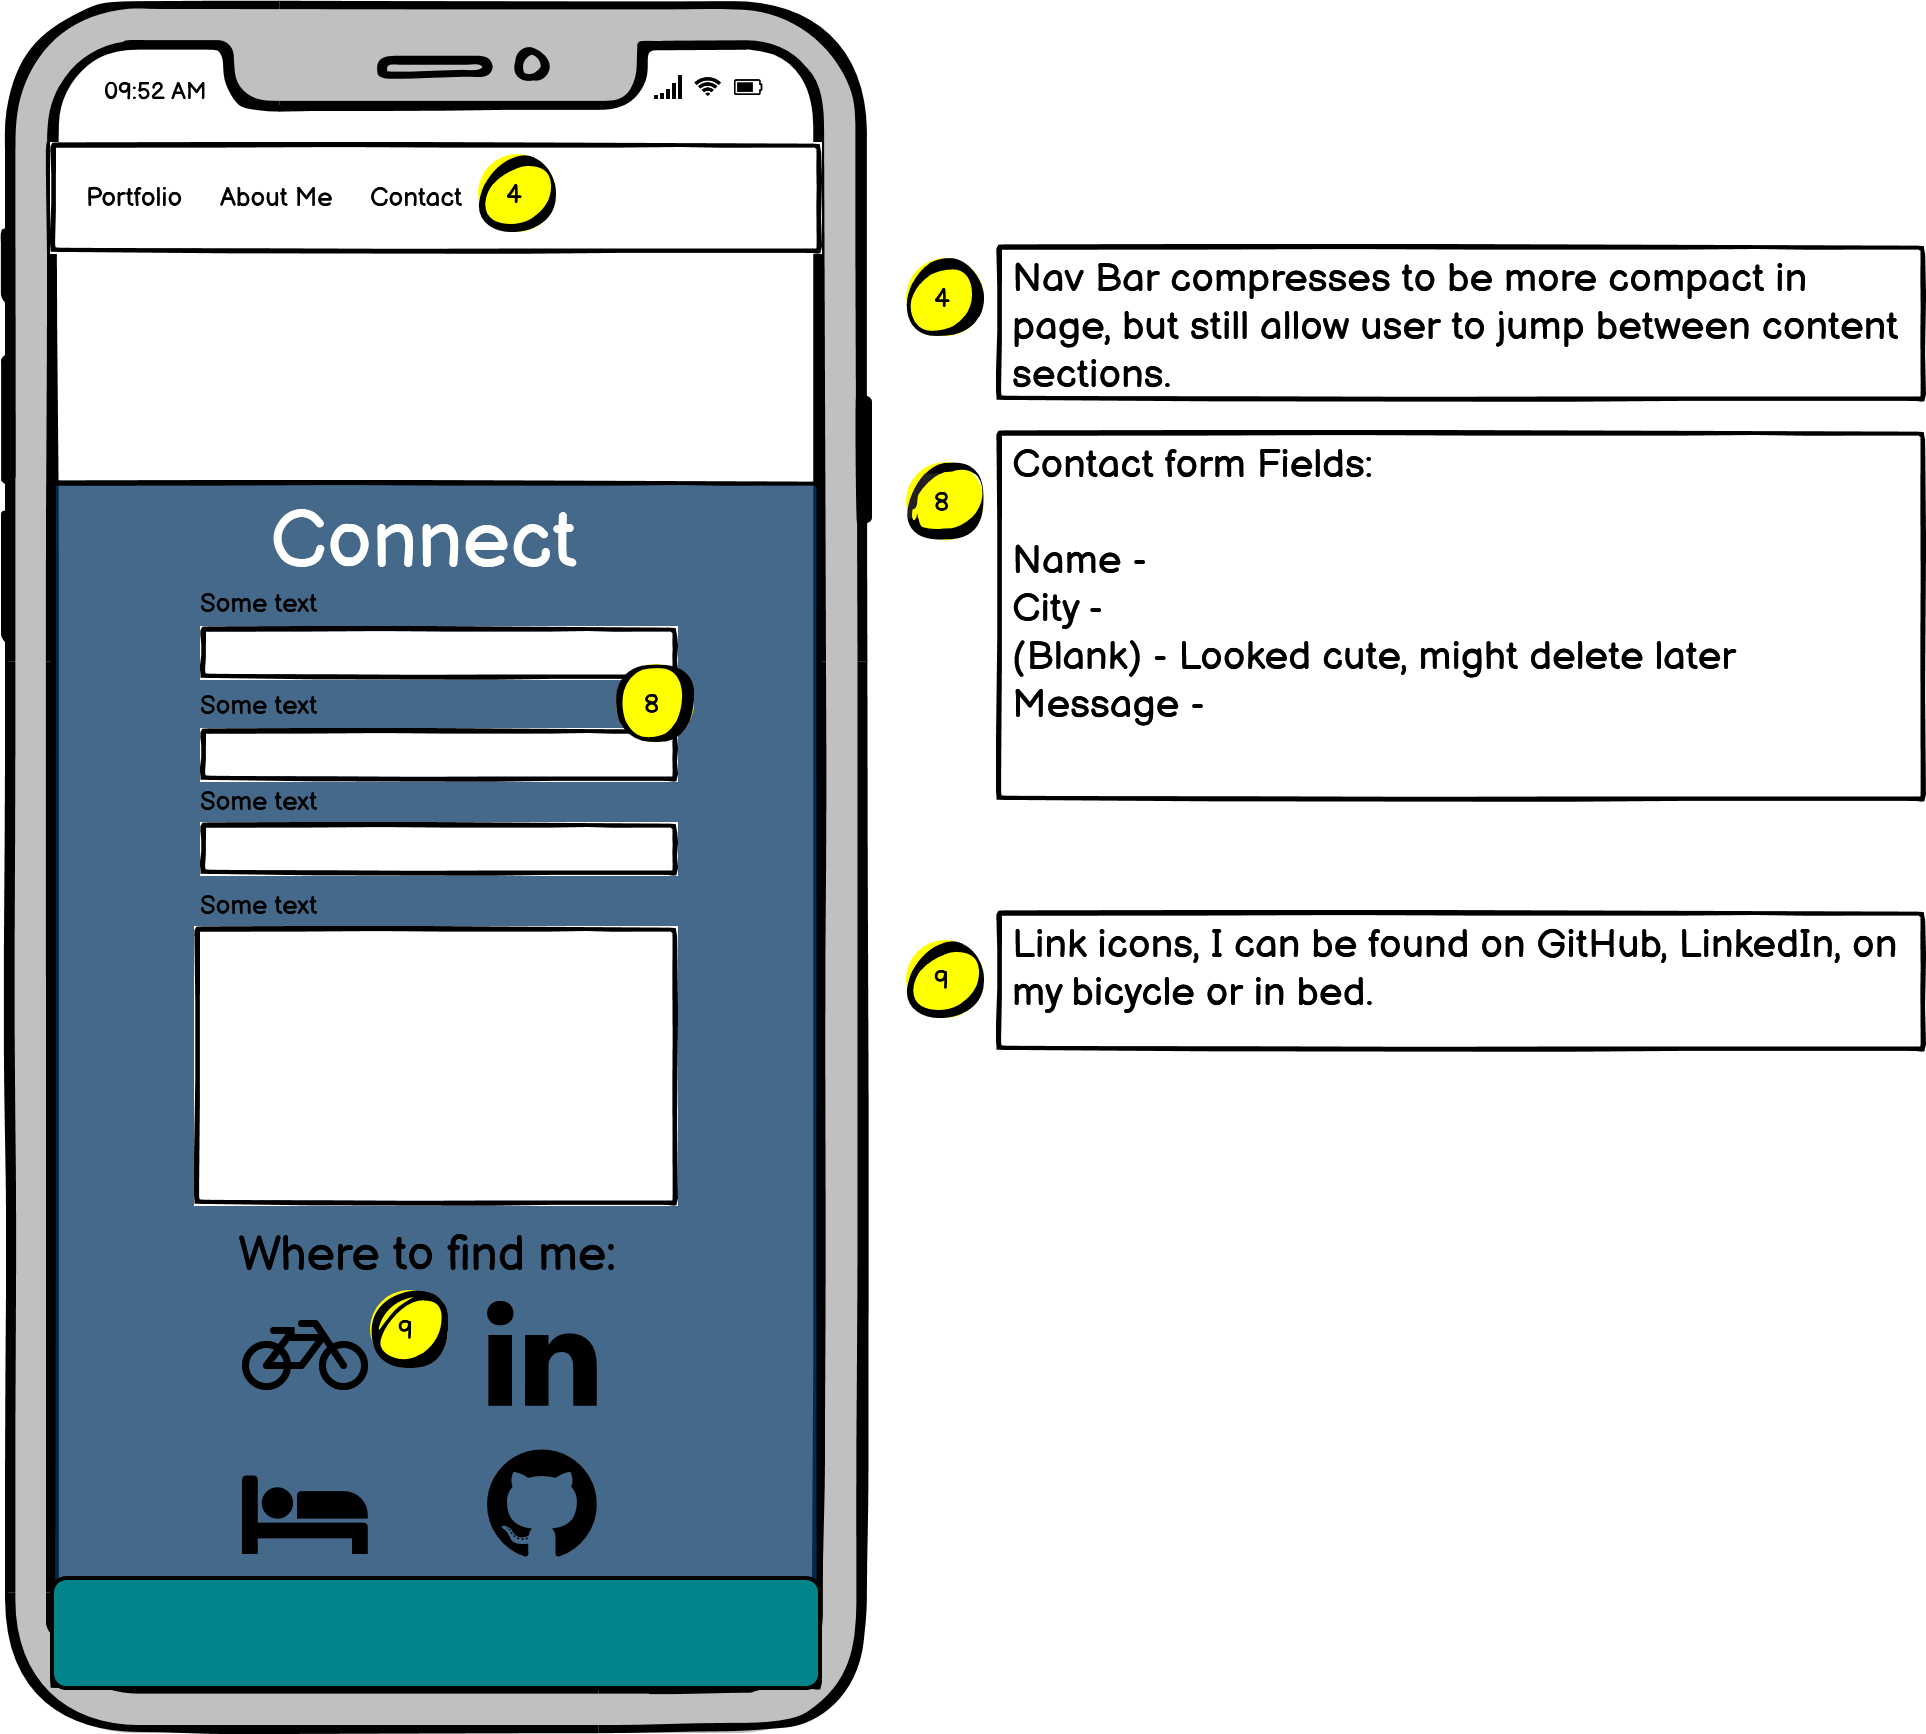 09:52 AM
Portfolio About Me Contact 4
Connect
Some text
Some text
8
Some text
Some text
Where to find me:
9
in
4
Nav Bar compresses to be more compact in
page, but still allow user to jump between content
sections.
8
Contact form Fields:
Name -
City -
(Blank) - Looked cute, might delete later
Message -
9
Link icons, I can be found on GitHub, LinkedIn, on
my bicycle or in bed.